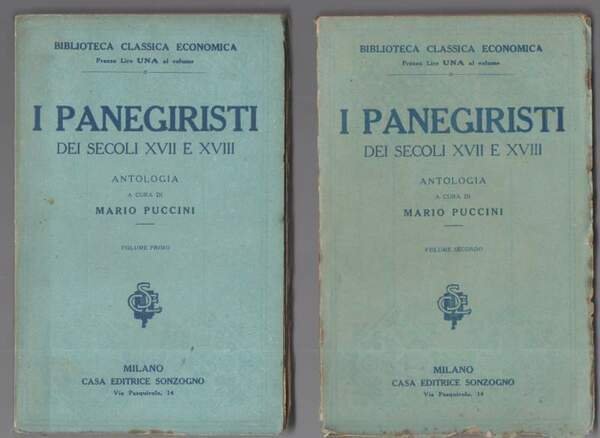 BIBLIOTECA CLASSICA ECONOMICA
Prezzo Lire UNA al volume
I PANEGIRISTI
DEI SECOLI XVII E XVIII
ANTOLOGIA
A CURA DI
MARIO PUCCINI
VOLUME PRIMO
MILANO
CASA EDITRICE SONZOGNO
Via Pasquirolo, 14
BIBLIOTECA CLASSICA ECONOMICA
Prezzo Lire UNA al volume
I PANEGIRISTI
DEI SECOLI XVII E XVIII
ANTOLOGIA
A CURA DI
MARIO PUCCINI
VOLUME SECONDO
MILANO
CASA EDITRICE SONZOGNO
Via Pasquirolo, 14